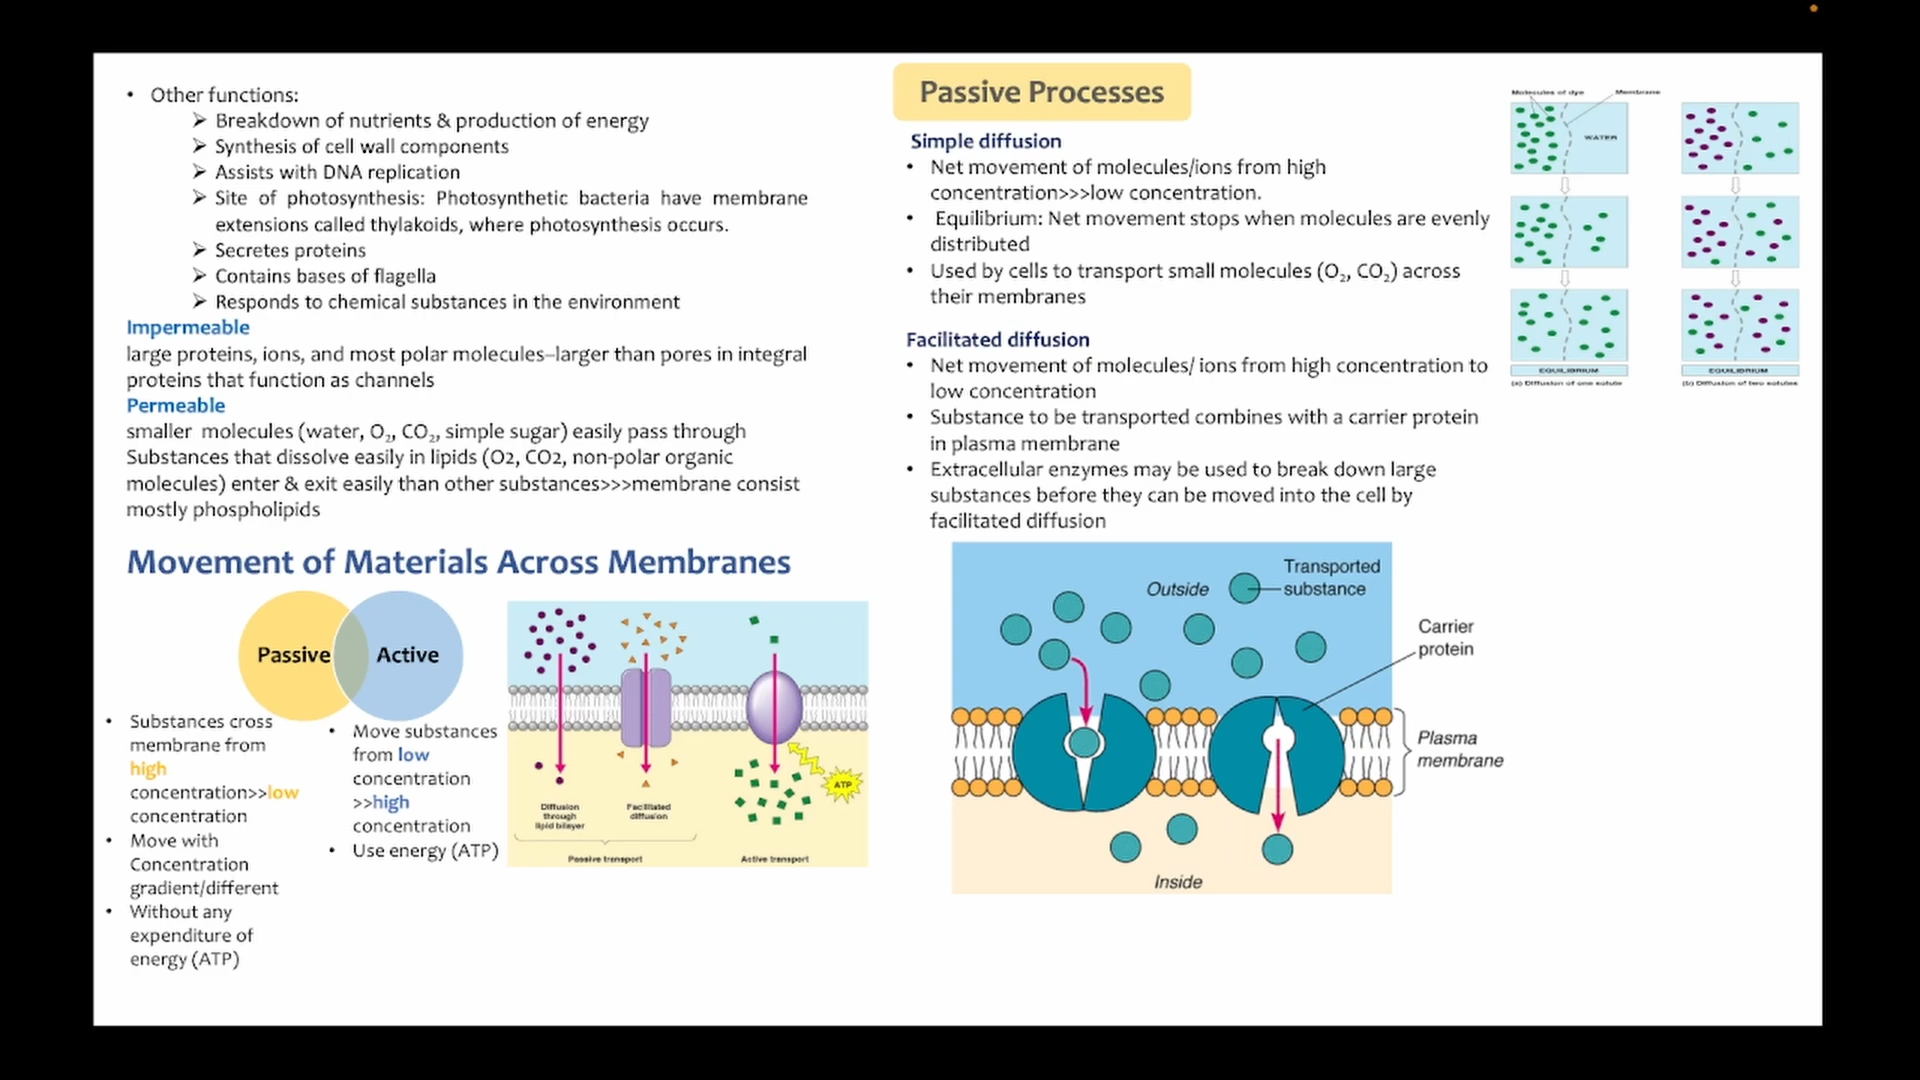 • Other functions:
➢ Breakdown of nutrients & production of energy
➢ Synthesis of cell wall components
➢ Assists with DNA replication
➢ Site of photosynthesis: Photosynthetic bacteria have membrane
extensions called thylakoids, where photosynthesis occurs.
➢ Secretes proteins
➢ Contains bases of flagella
➢ Responds to chemical substances in the environment
Impermeable
large proteins, ions, and most polar molecules–larger than pores in integral
proteins that function as channels
Permeable
smaller molecules (water, O₂, CO₂, simple sugar) easily pass through
Substances that dissolve easily in lipids (O2, CO2, non-polar organic
molecules) enter & exit easily than other substances>>>membrane consist
mostly phospholipids
Movement of Materials Across Membranes
Passive
Active
• Substances cross
membrane from
high
concentration>>low
concentration
• Move with
Concentration
gradient/different
• Without any
expenditure of
energy (ATP)
• Move substances
from low
concentration
>>high
concentration
• Use energy (ATP)
ATP
Diffusion
through
lipid bilayer
Facilitated
diffusion
Passive transport
Active transport
Passive Processes
Simple diffusion
• Net movement of molecules/ions from high
concentration>>>low concentration.
• Equilibrium: Net movement stops when molecules are evenly
distributed
• Used by cells to transport small molecules (O₂, CO₂) across
their membranes
Facilitated diffusion
• Net movement of molecules/ ions from high concentration to
low concentration
• Substance to be transported combines with a carrier protein
in plasma membrane
• Extracellular enzymes may be used to break down large
substances before they can be moved into the cell by
facilitated diffusion
Outside
Transported
substance
Carrier
protein
Plasma
membrane
Inside
Molecules of dye
Membrane
WATER
EQUILIBRIUM
(a) Diffusion of one solute
EQUILIBRIUM
(b) Diffusion of two solutes